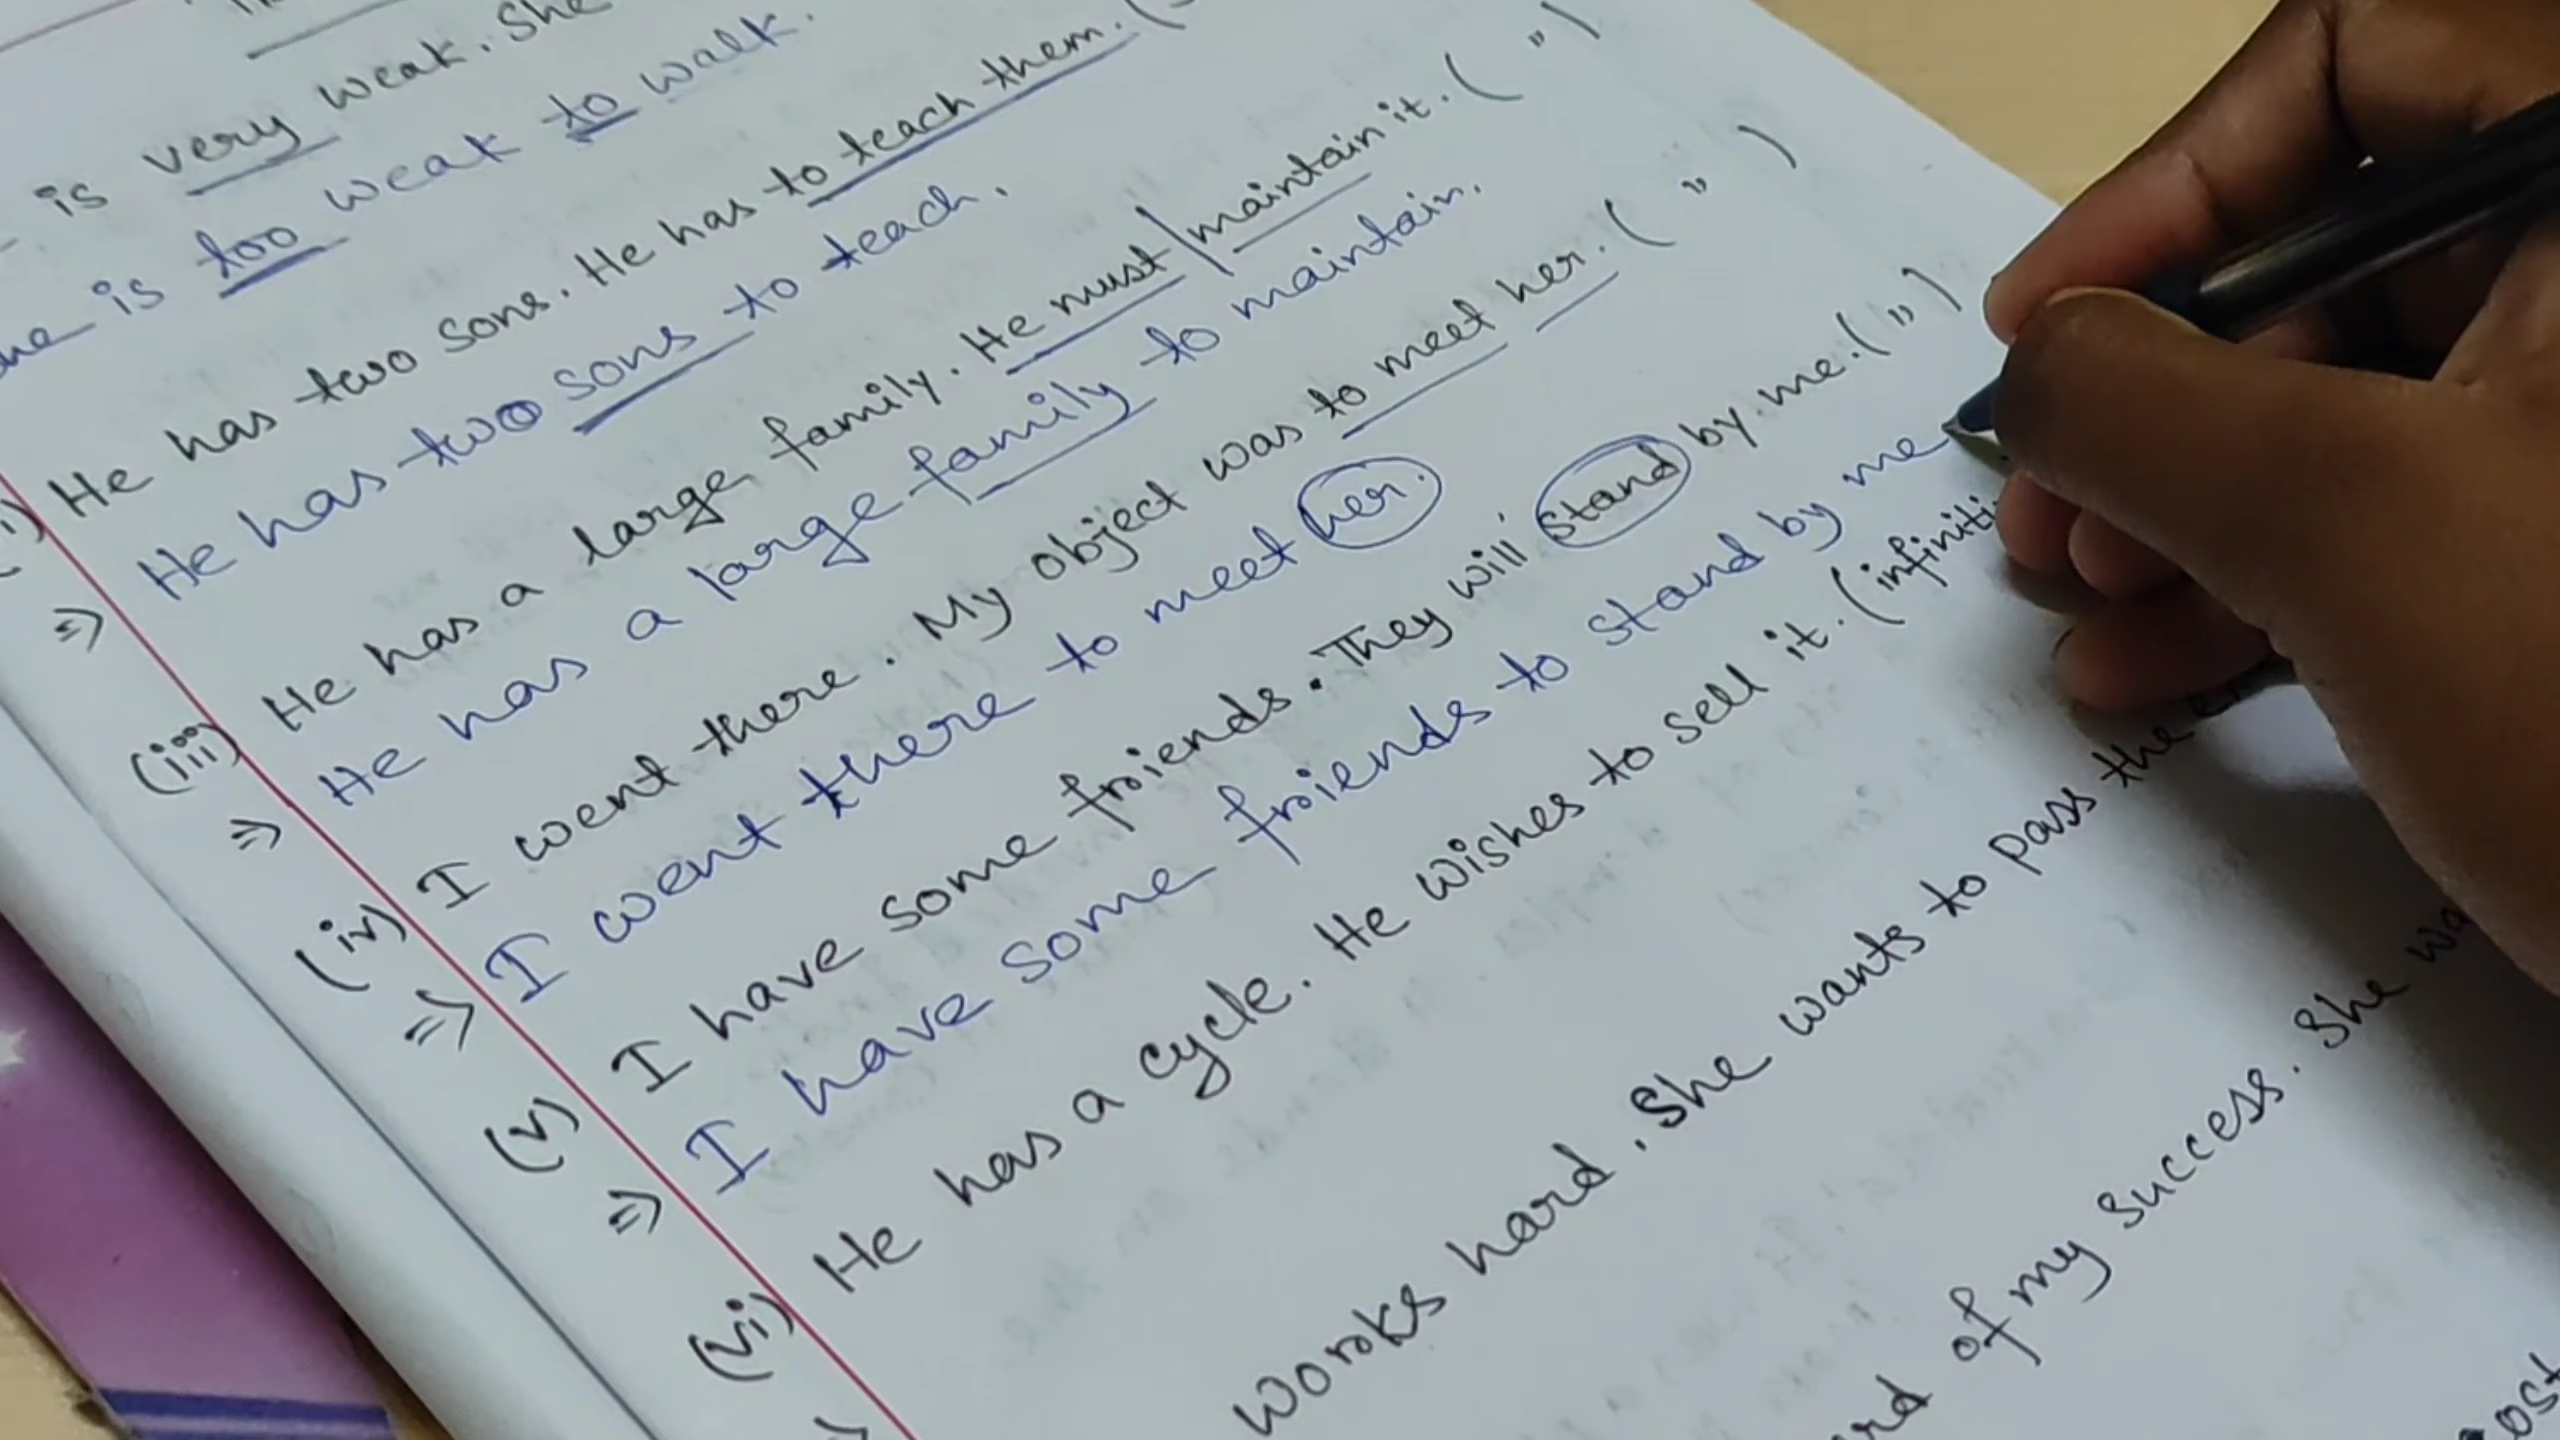 is very weak. She
is too weak to walk.
He has two sons. He has to teach them. (
⇒ He has two sons to teach.
(iii) He has a large family. He must maintain it. ( " )
⇒ He has a large family to maintain.
(iv) I went there. My object was to meet her. ( " )
⇒ I went there to meet her.
(v) I have some friends. They will stand by me. ( " )
⇒ I have some friends to stand by me
(vi) He has a cycle. He wishes to sell it. (infiniti
works hard. She wants to pass the
of my success. She